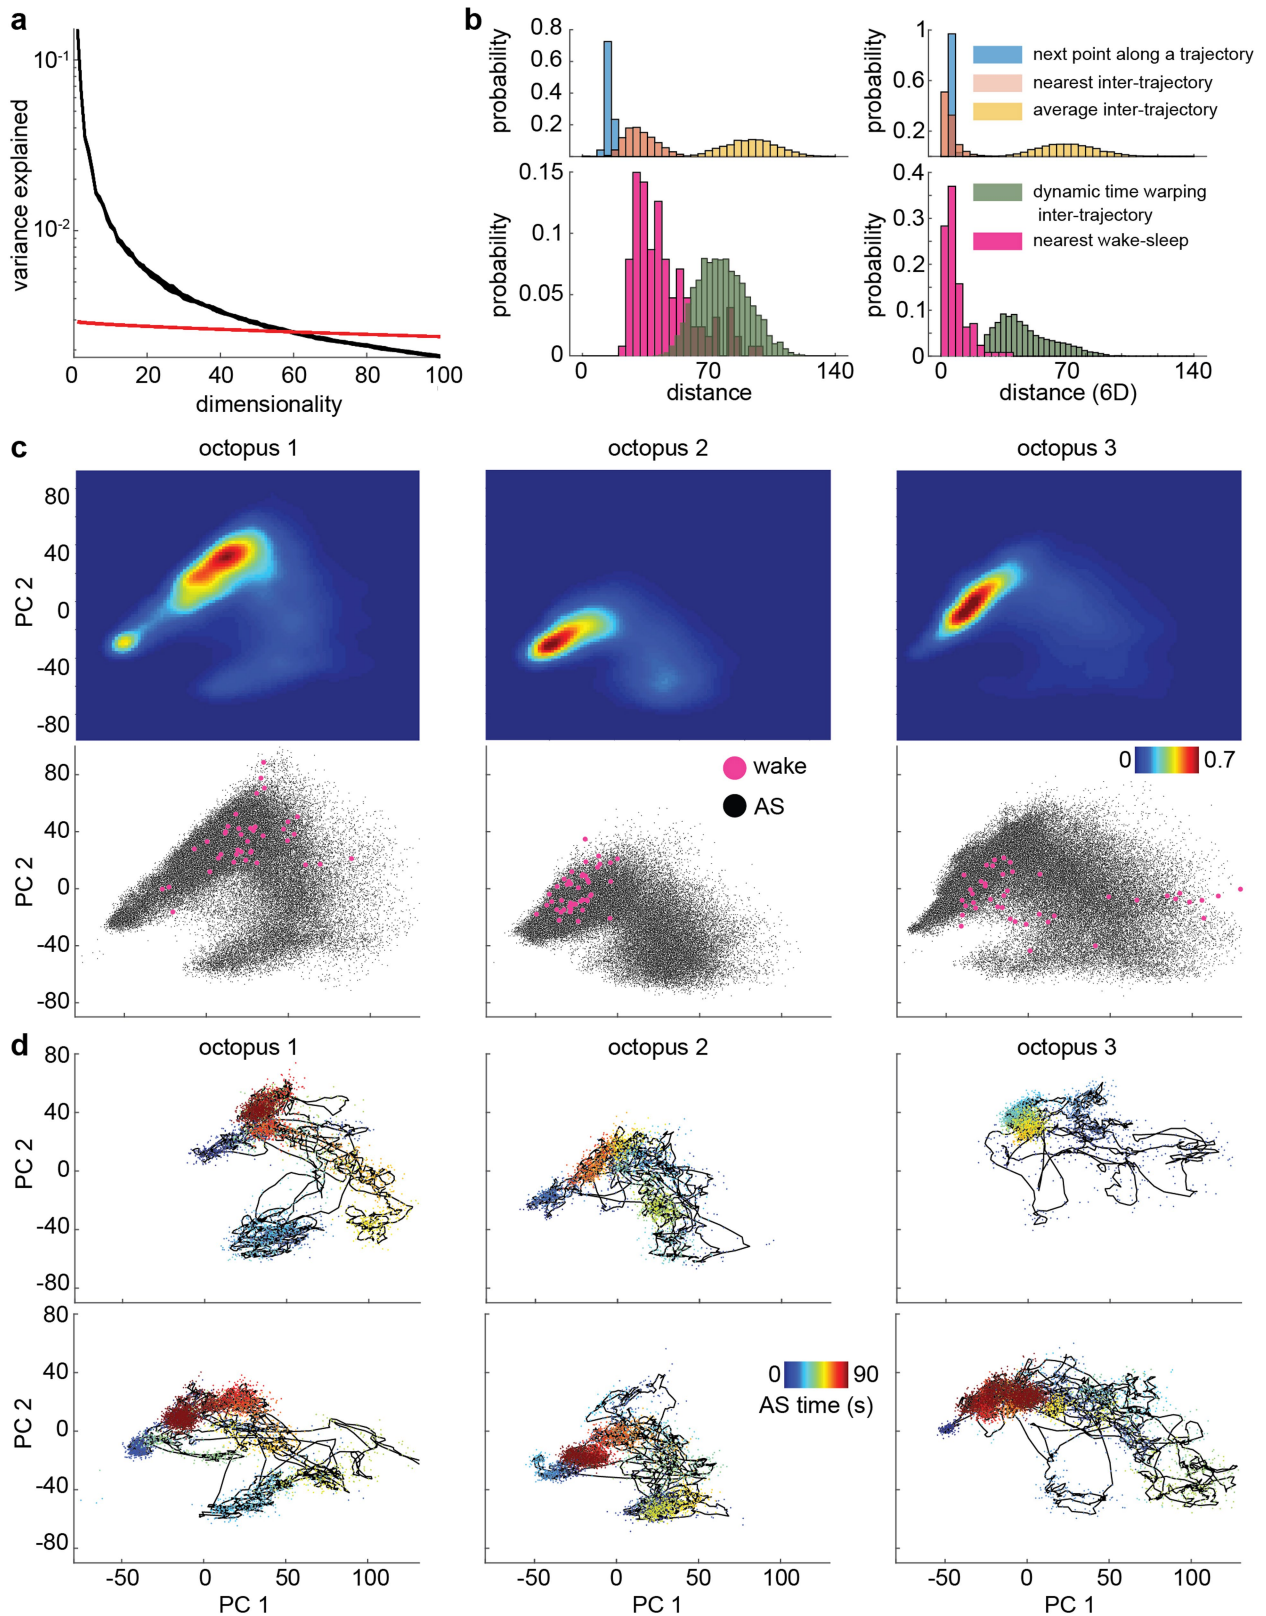 a
variance explained
10-1
10-2
0 20 40 60 80 100
dimensionality
b
probability
0.8
0.6
0.4
0.2
probability
1
0.6
0.2
next point along a trajectory
nearest inter-trajectory
average inter-trajectory
probability
0.15
0.1
0.05
0
0 70 140
distance
probability
0.4
0.3
0.2
0.1
0
0 70 140
distance (6D)
dynamic time warping
inter-trajectory
nearest wake-sleep
c
octopus 1 octopus 2 octopus 3
PC 2
80
40
0
-40
-80
PC 2
80
40
0
-40
-80
wake
AS
0 0.7
d
octopus 1 octopus 2 octopus 3
PC 2
80
40
0
-40
-80
PC 2
80
40
0
-40
-80
0 90
AS time (s)
-50 0 50 100 -50 0 50 100 -50 0 50 100
PC 1 PC 1 PC 1